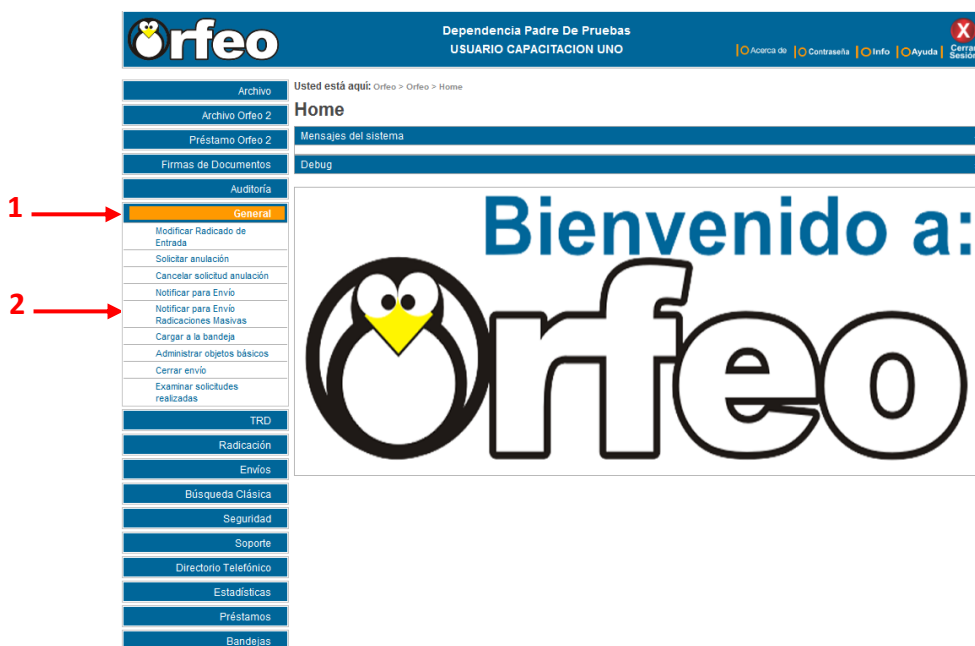 Orfeo
Dependencia Padre De Pruebas
USUARIO CAPACITACION UNO
Acerca de
Contraseña
Info
Ayuda
X
Cerrar
Sesión
Usted está aquí: Orfeo > Orfeo > Home
Home
Mensajes del sistema
Debug
Bienvenido a:
Orfeo
Archivo
Archivo Orfeo 2
Préstamo Orfeo 2
Firmas de Documentos
Auditoría
1
General
Modificar Radicado de
Entrada
Solicitar anulación
Cancelar solicitud anulación
Notificar para Envío
2
Notificar para Envío
Radicaciones Masivas
Cargar a la bandeja
Administrar objetos básicos
Cerrar envío
Examinar solicitudes
realizadas
TRD
Radicación
Envíos
Búsqueda Clásica
Seguridad
Soporte
Directorio Telefónico
Estadísticas
Préstamos
Bandejas